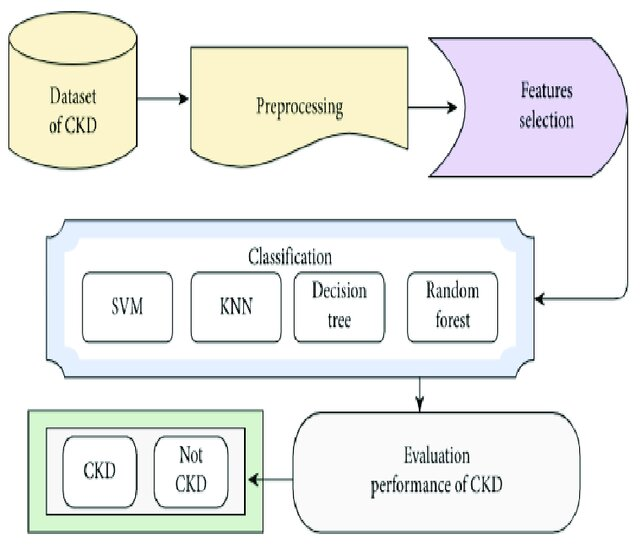 Dataset
of CKD
Preprocessing
Features
selection
Classification
SVM
KNN
Decision
tree
Random
forest
Evaluation
performance of CKD
CKD
Not
CKD